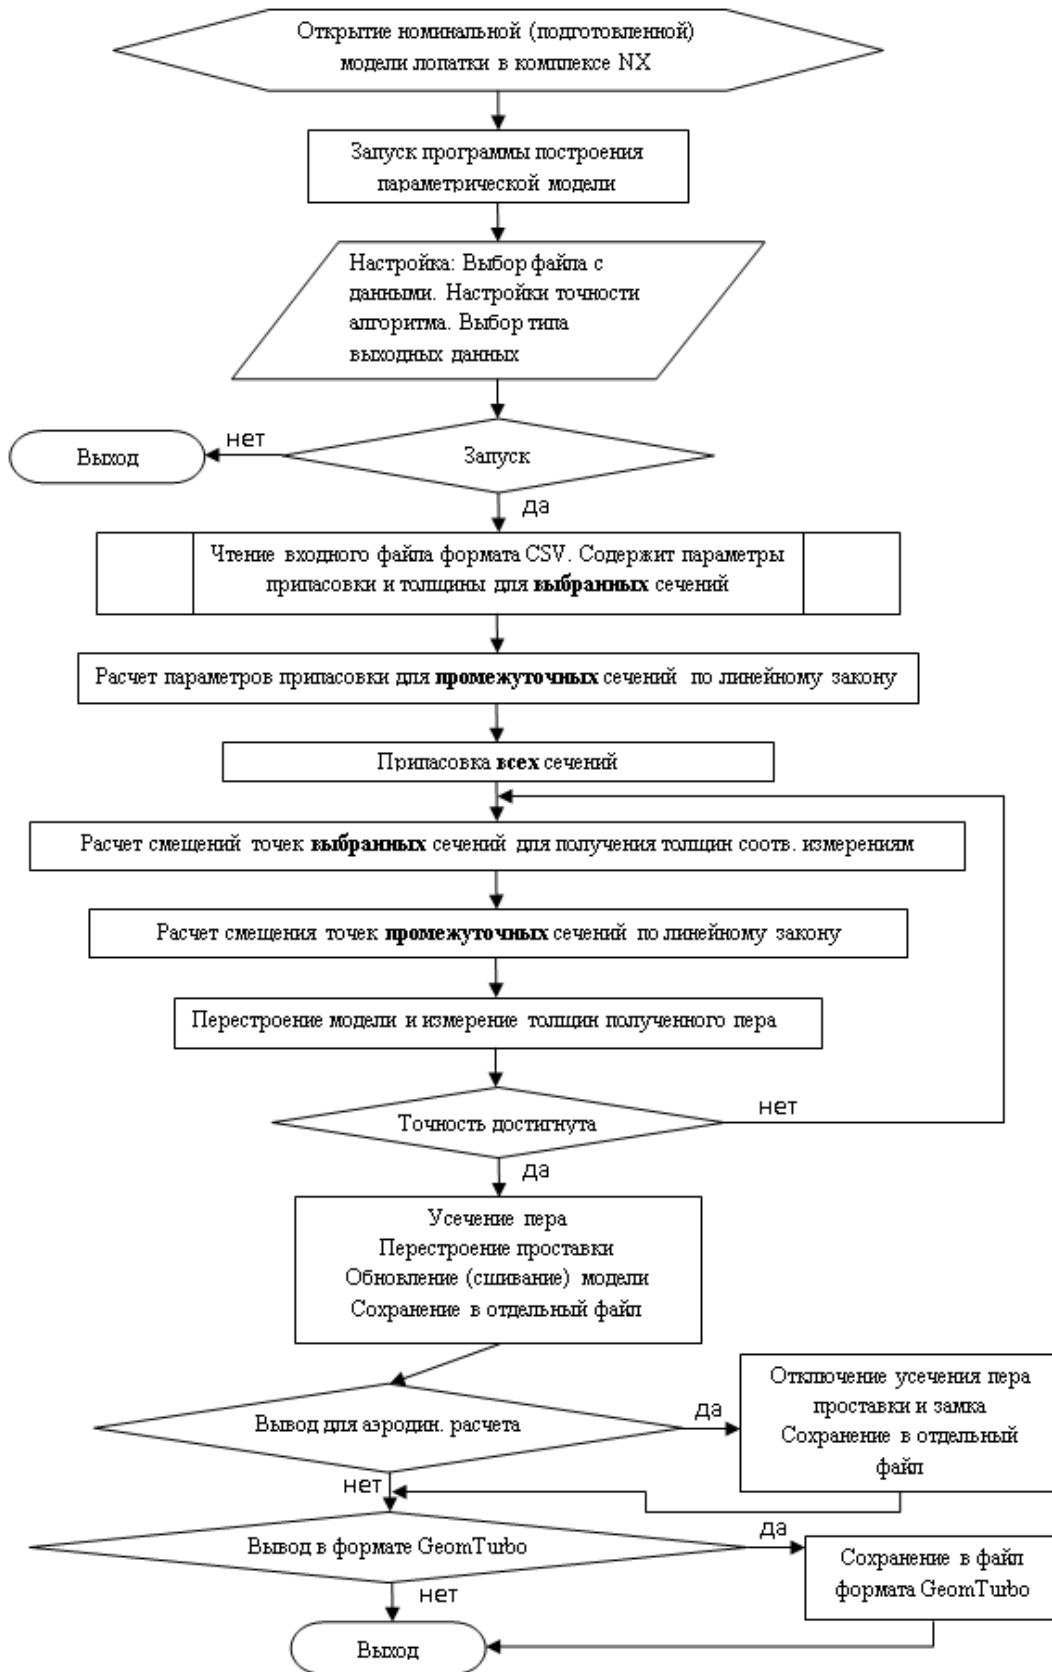 Открытие номинальной (подготовленной)
модели лопатки в комплексе NX
Запуск программы построения
параметрической модели
Настройка: Выбор файла с
данными. Настройки точности
алгоритма. Выбор типа
выходных данных
нет
Выход
Запуск
да
Чтение входного файла формата CSV. Содержит параметры
припасовки и толщины для выбранных сечений
Расчет параметров припасовки для промежуточных сечений по линейному закону
Припасовка всех сечений
Расчет смещений точек выбранных сечений для получения толщин соотв. измерениям
Расчет смещения точек промежуточных сечений по линейному закону
Перестроение модели и измерение толщин полученного пера
Точность достигнута
нет
да
Усечение пера
Перестроение проставки
Обновление (сшивание) модели
Сохранение в отдельный файл
Вывод для аэродин. расчета
да
Отключение усечения пера
проставки и замка
Сохранение в отдельный
файл
нет
Вывод в формате GeomTurbo
да
Сохранение в файл
формата GeomTurbo
нет
Выход